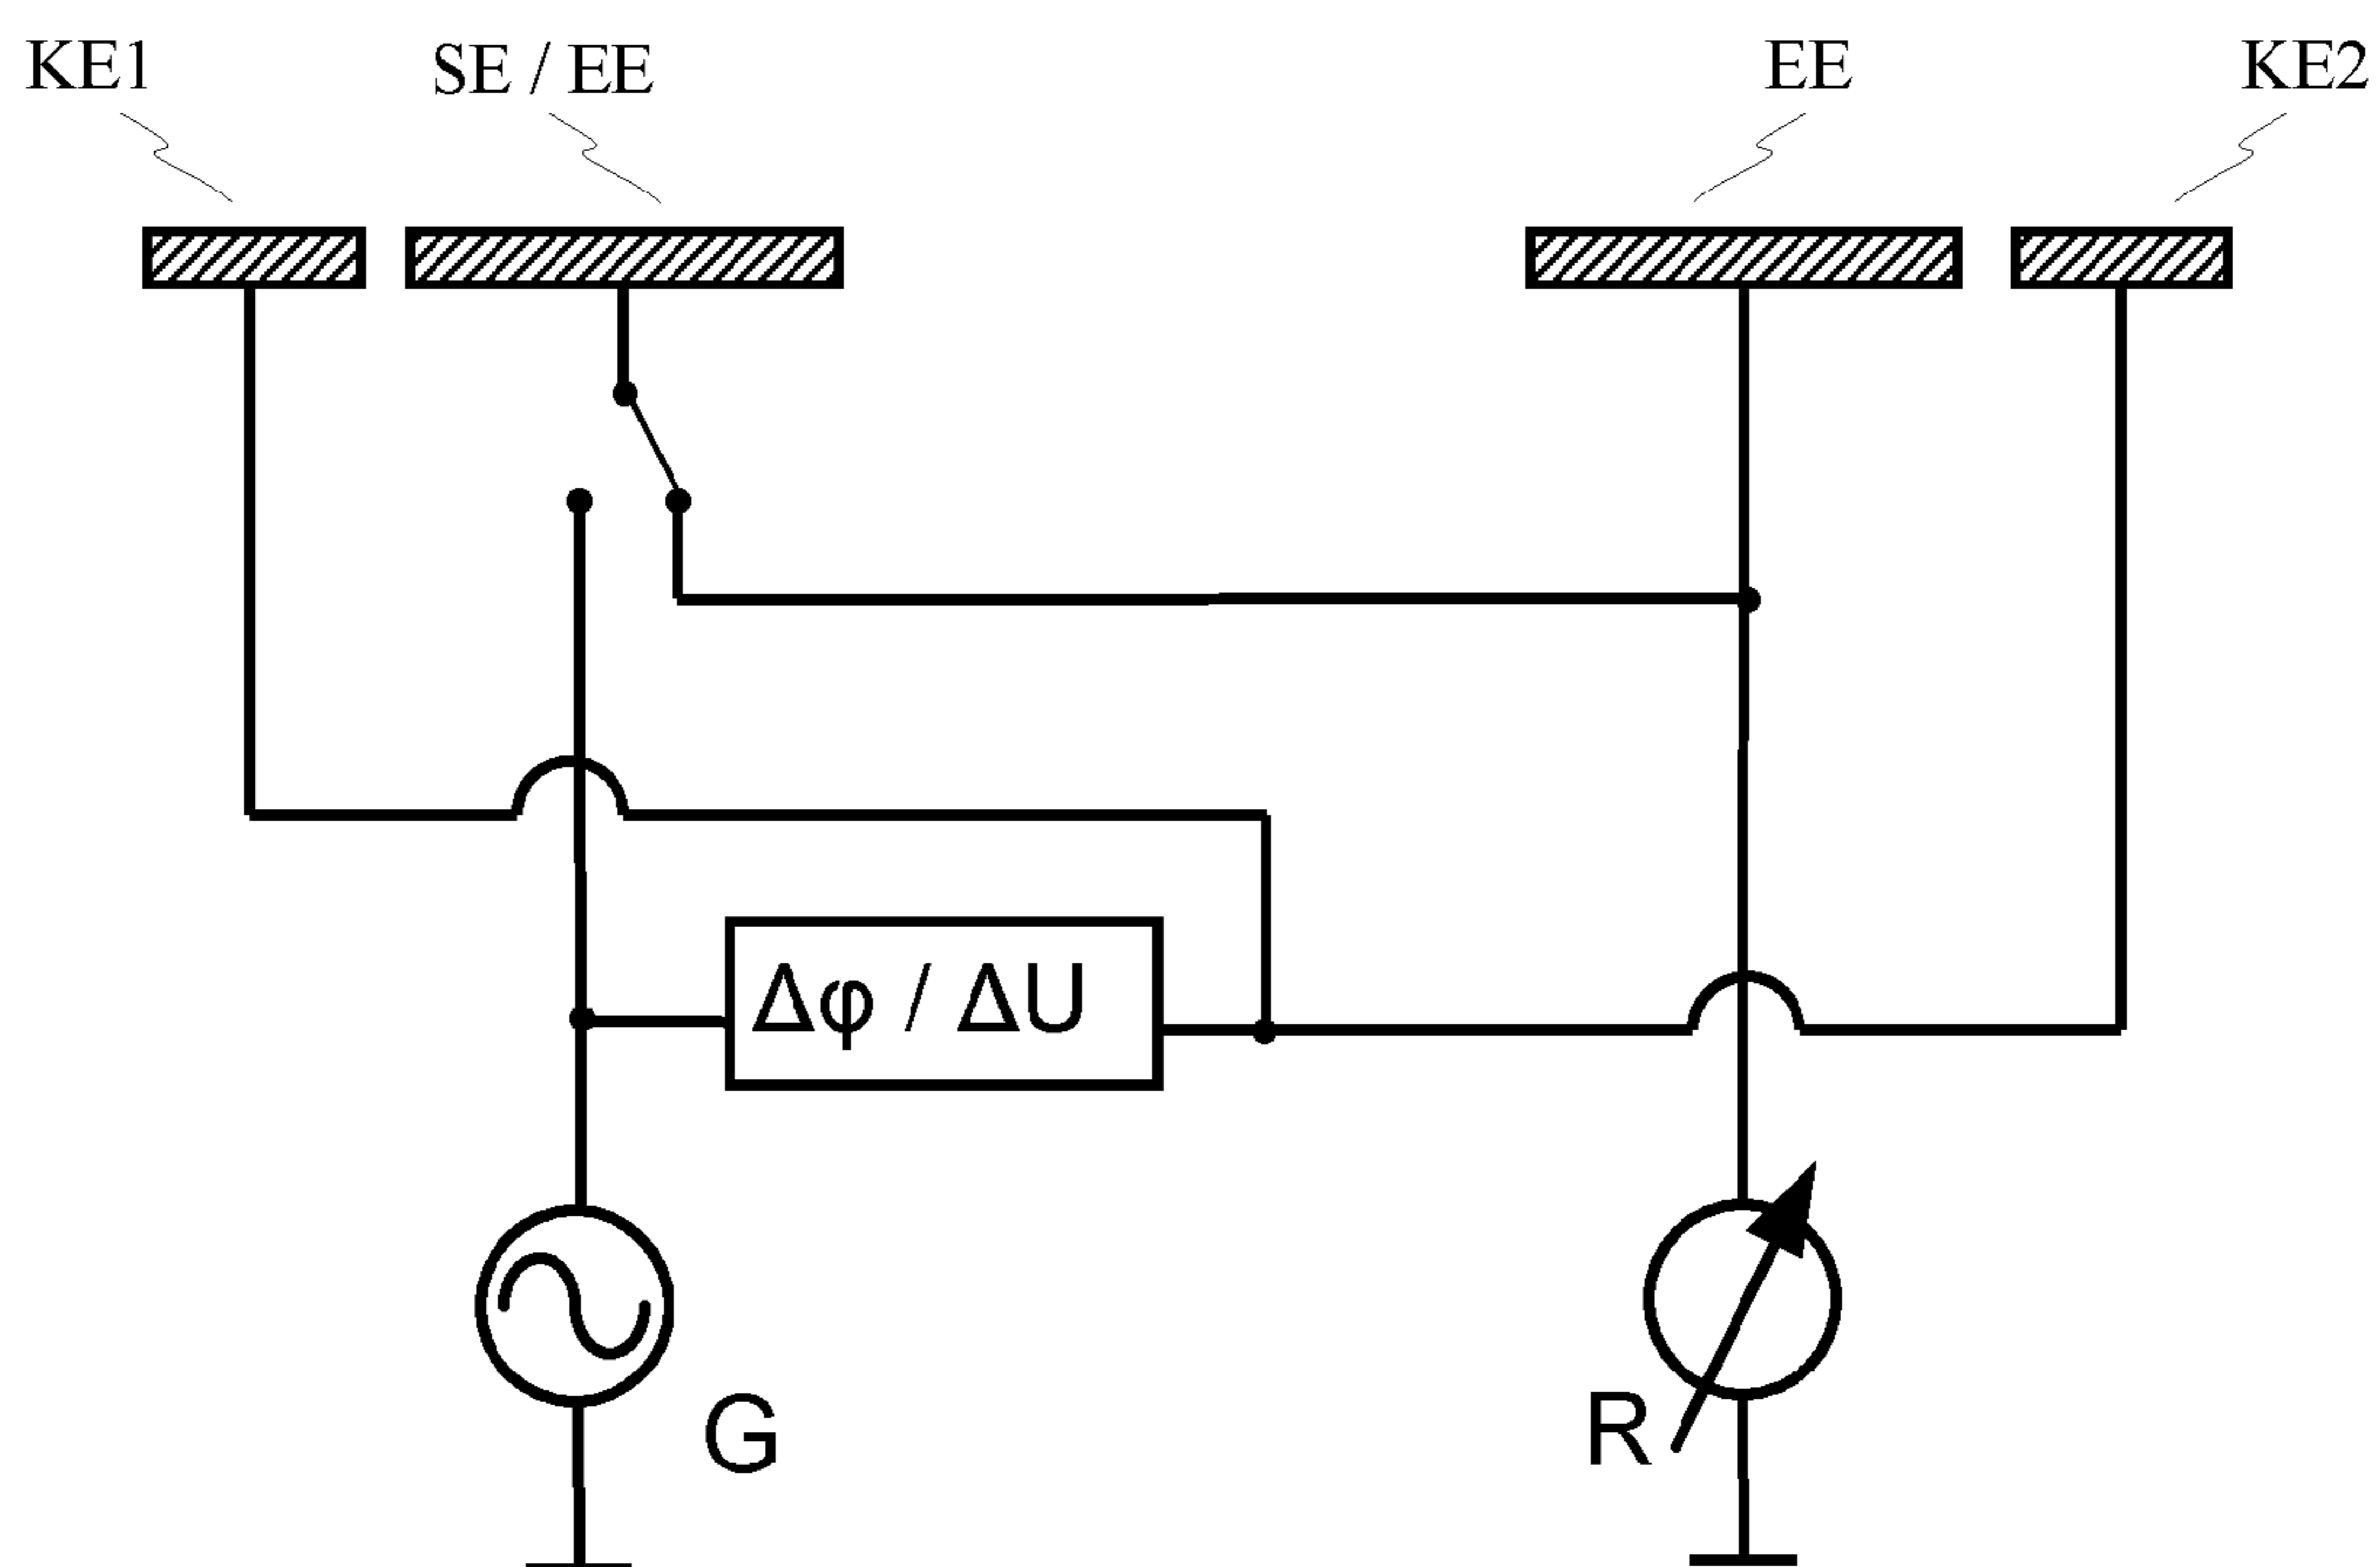 KE1
SE / EE
EE
KE2
Δφ / ΔU
G
R